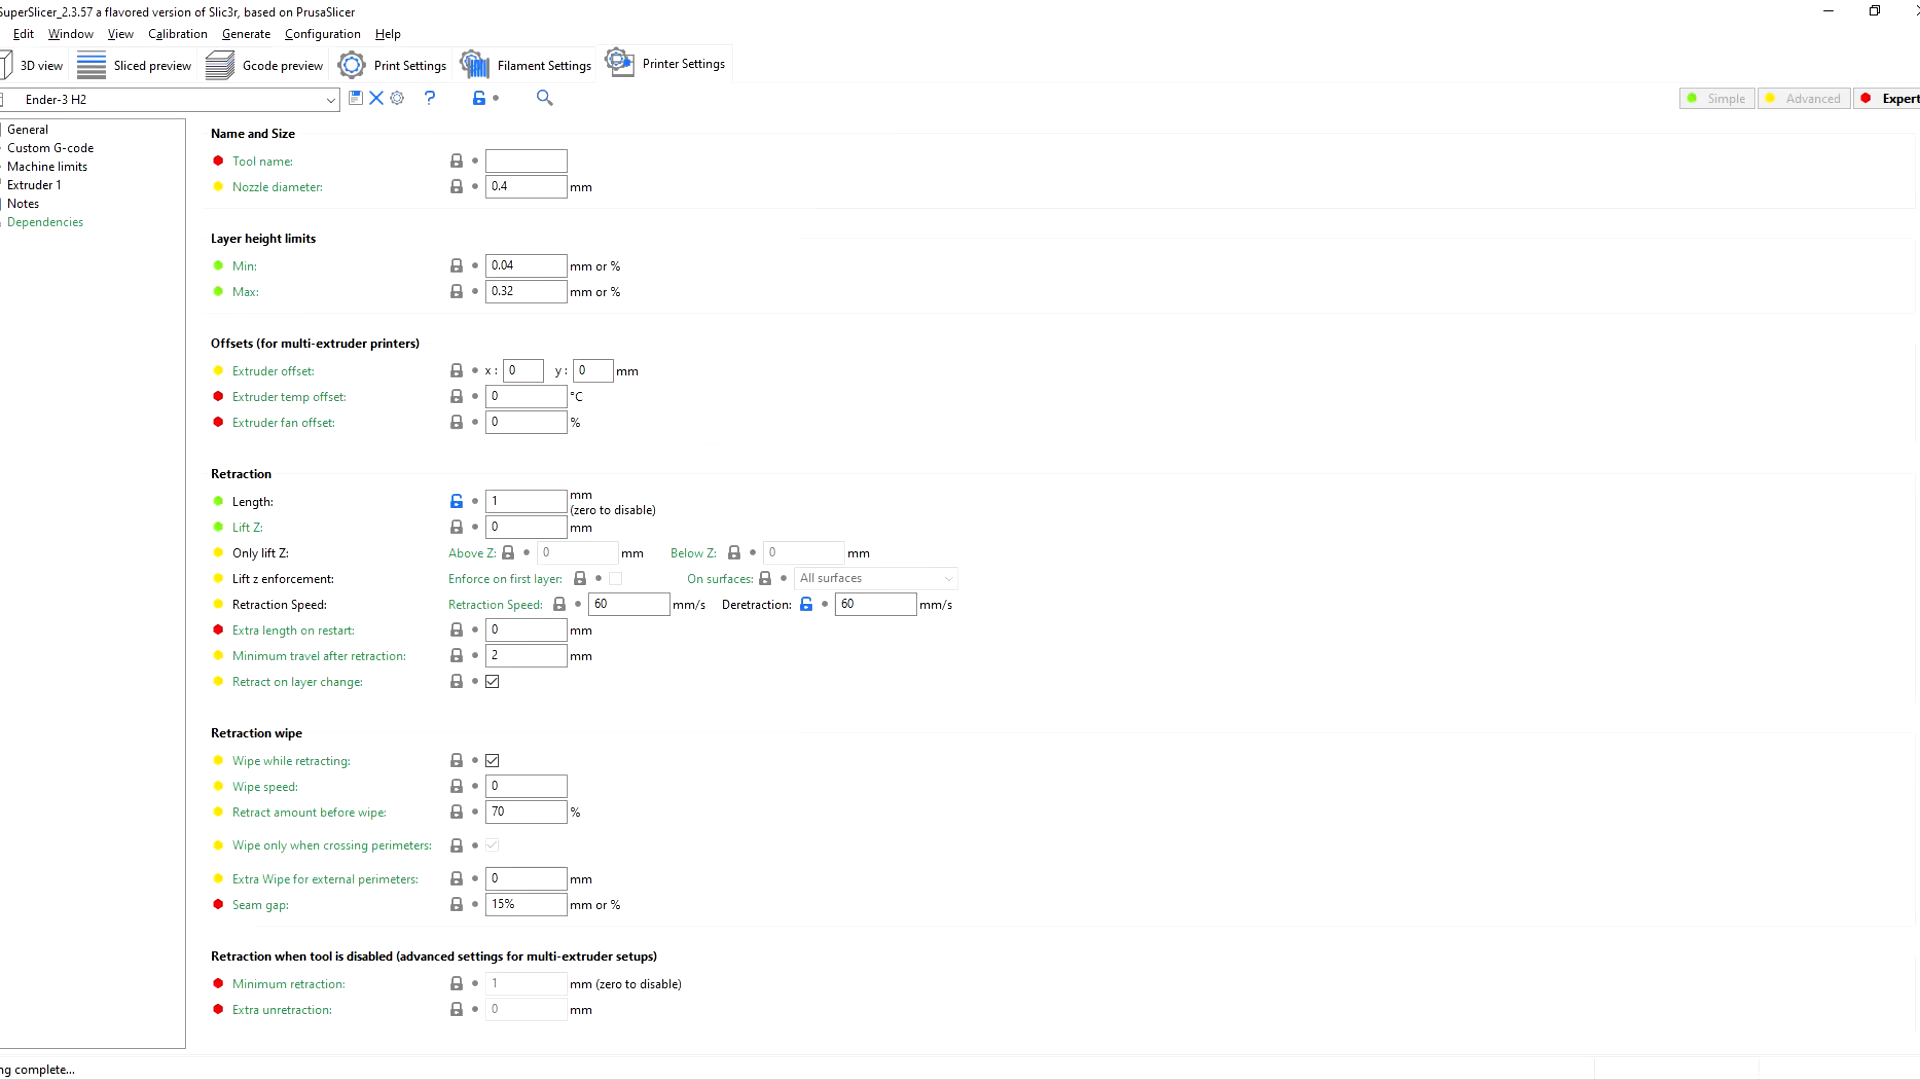 SuperSlicer_2.3.57 a flavored version of Slic3r, based on PrusaSlicer
Edit Window View Calibration Generate Configuration Help
3D view Sliced preview Gcode preview Print Settings Filament Settings Printer Settings
Ender-3 H2 ? Simple Advanced Expert
General
Custom G-code
Machine limits
Extruder 1
Notes
Dependencies
Name and Size
Tool name:
Nozzle diameter: 0.4 mm
Layer height limits
Min: 0.04 mm or %
Max: 0.32 mm or %
Offsets (for multi-extruder printers)
Extruder offset: x : 0 y : 0 mm
Extruder temp offset: 0 °C
Extruder fan offset: 0 %
Retraction
Length: 1 mm
(zero to disable)
Lift Z: 0 mm
Only lift Z: Above Z: 0 mm Below Z: 0 mm
Lift z enforcement: Enforce on first layer: On surfaces: All surfaces
Retraction Speed: Retraction Speed: 60 mm/s Deretraction: 60 mm/s
Extra length on restart: 0 mm
Minimum travel after retraction: 2 mm
Retract on layer change:
Retraction wipe
Wipe while retracting:
Wipe speed: 0
Retract amount before wipe: 70 %
Wipe only when crossing perimeters:
Extra Wipe for external perimeters: 0 mm
Seam gap: 15% mm or %
Retraction when tool is disabled (advanced settings for multi-extruder setups)
Minimum retraction: 1 mm (zero to disable)
Extra unretraction: 0 mm
ng complete...